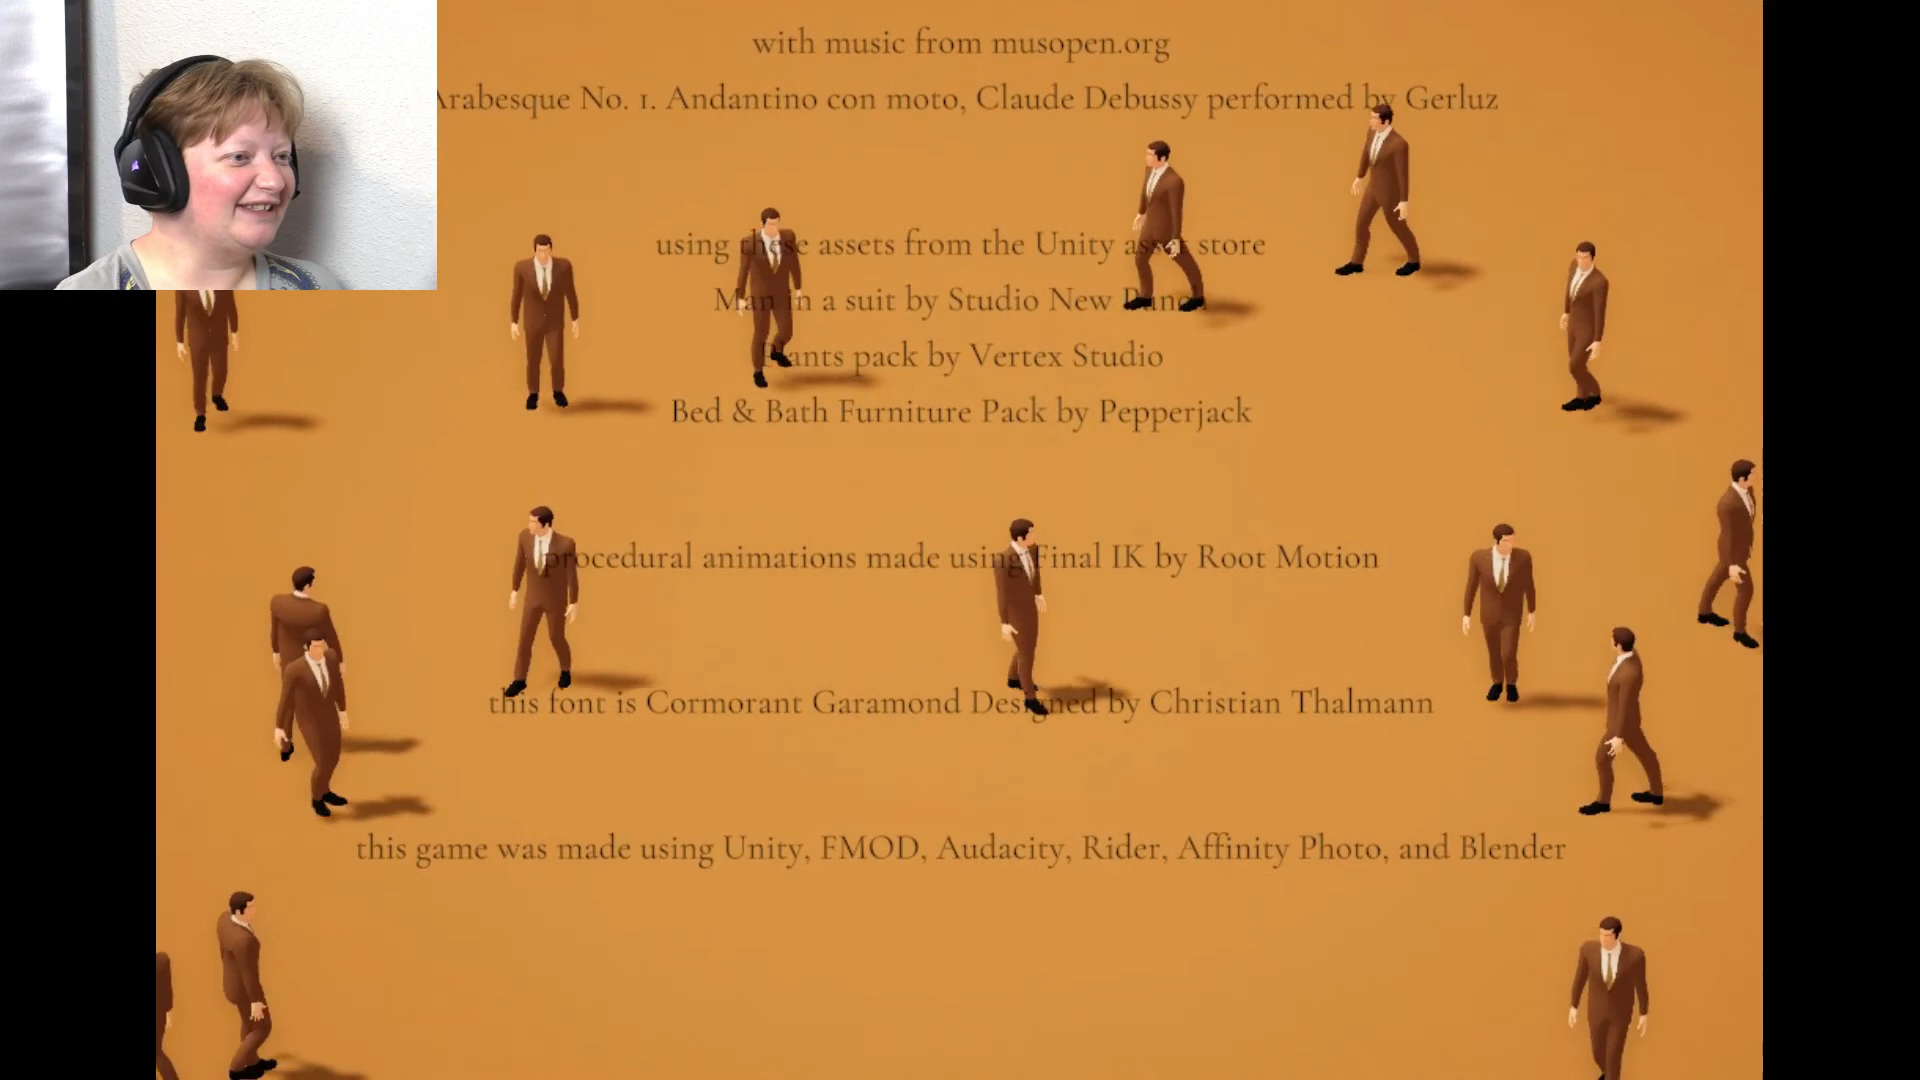 with music from musopen.org
Arabesque No. 1. Andantino con moto, Claude Debussy performed by Gerluz
using these assets from the Unity asset store
Man in a suit by Studio New Punch
Plants pack by Vertex Studio
Bed & Bath Furniture Pack by Pepperjack
procedural animations made using Final IK by Root Motion
this font is Cormorant Garamond Designed by Christian Thalmann
this game was made using Unity, FMOD, Audacity, Rider, Affinity Photo, and Blender